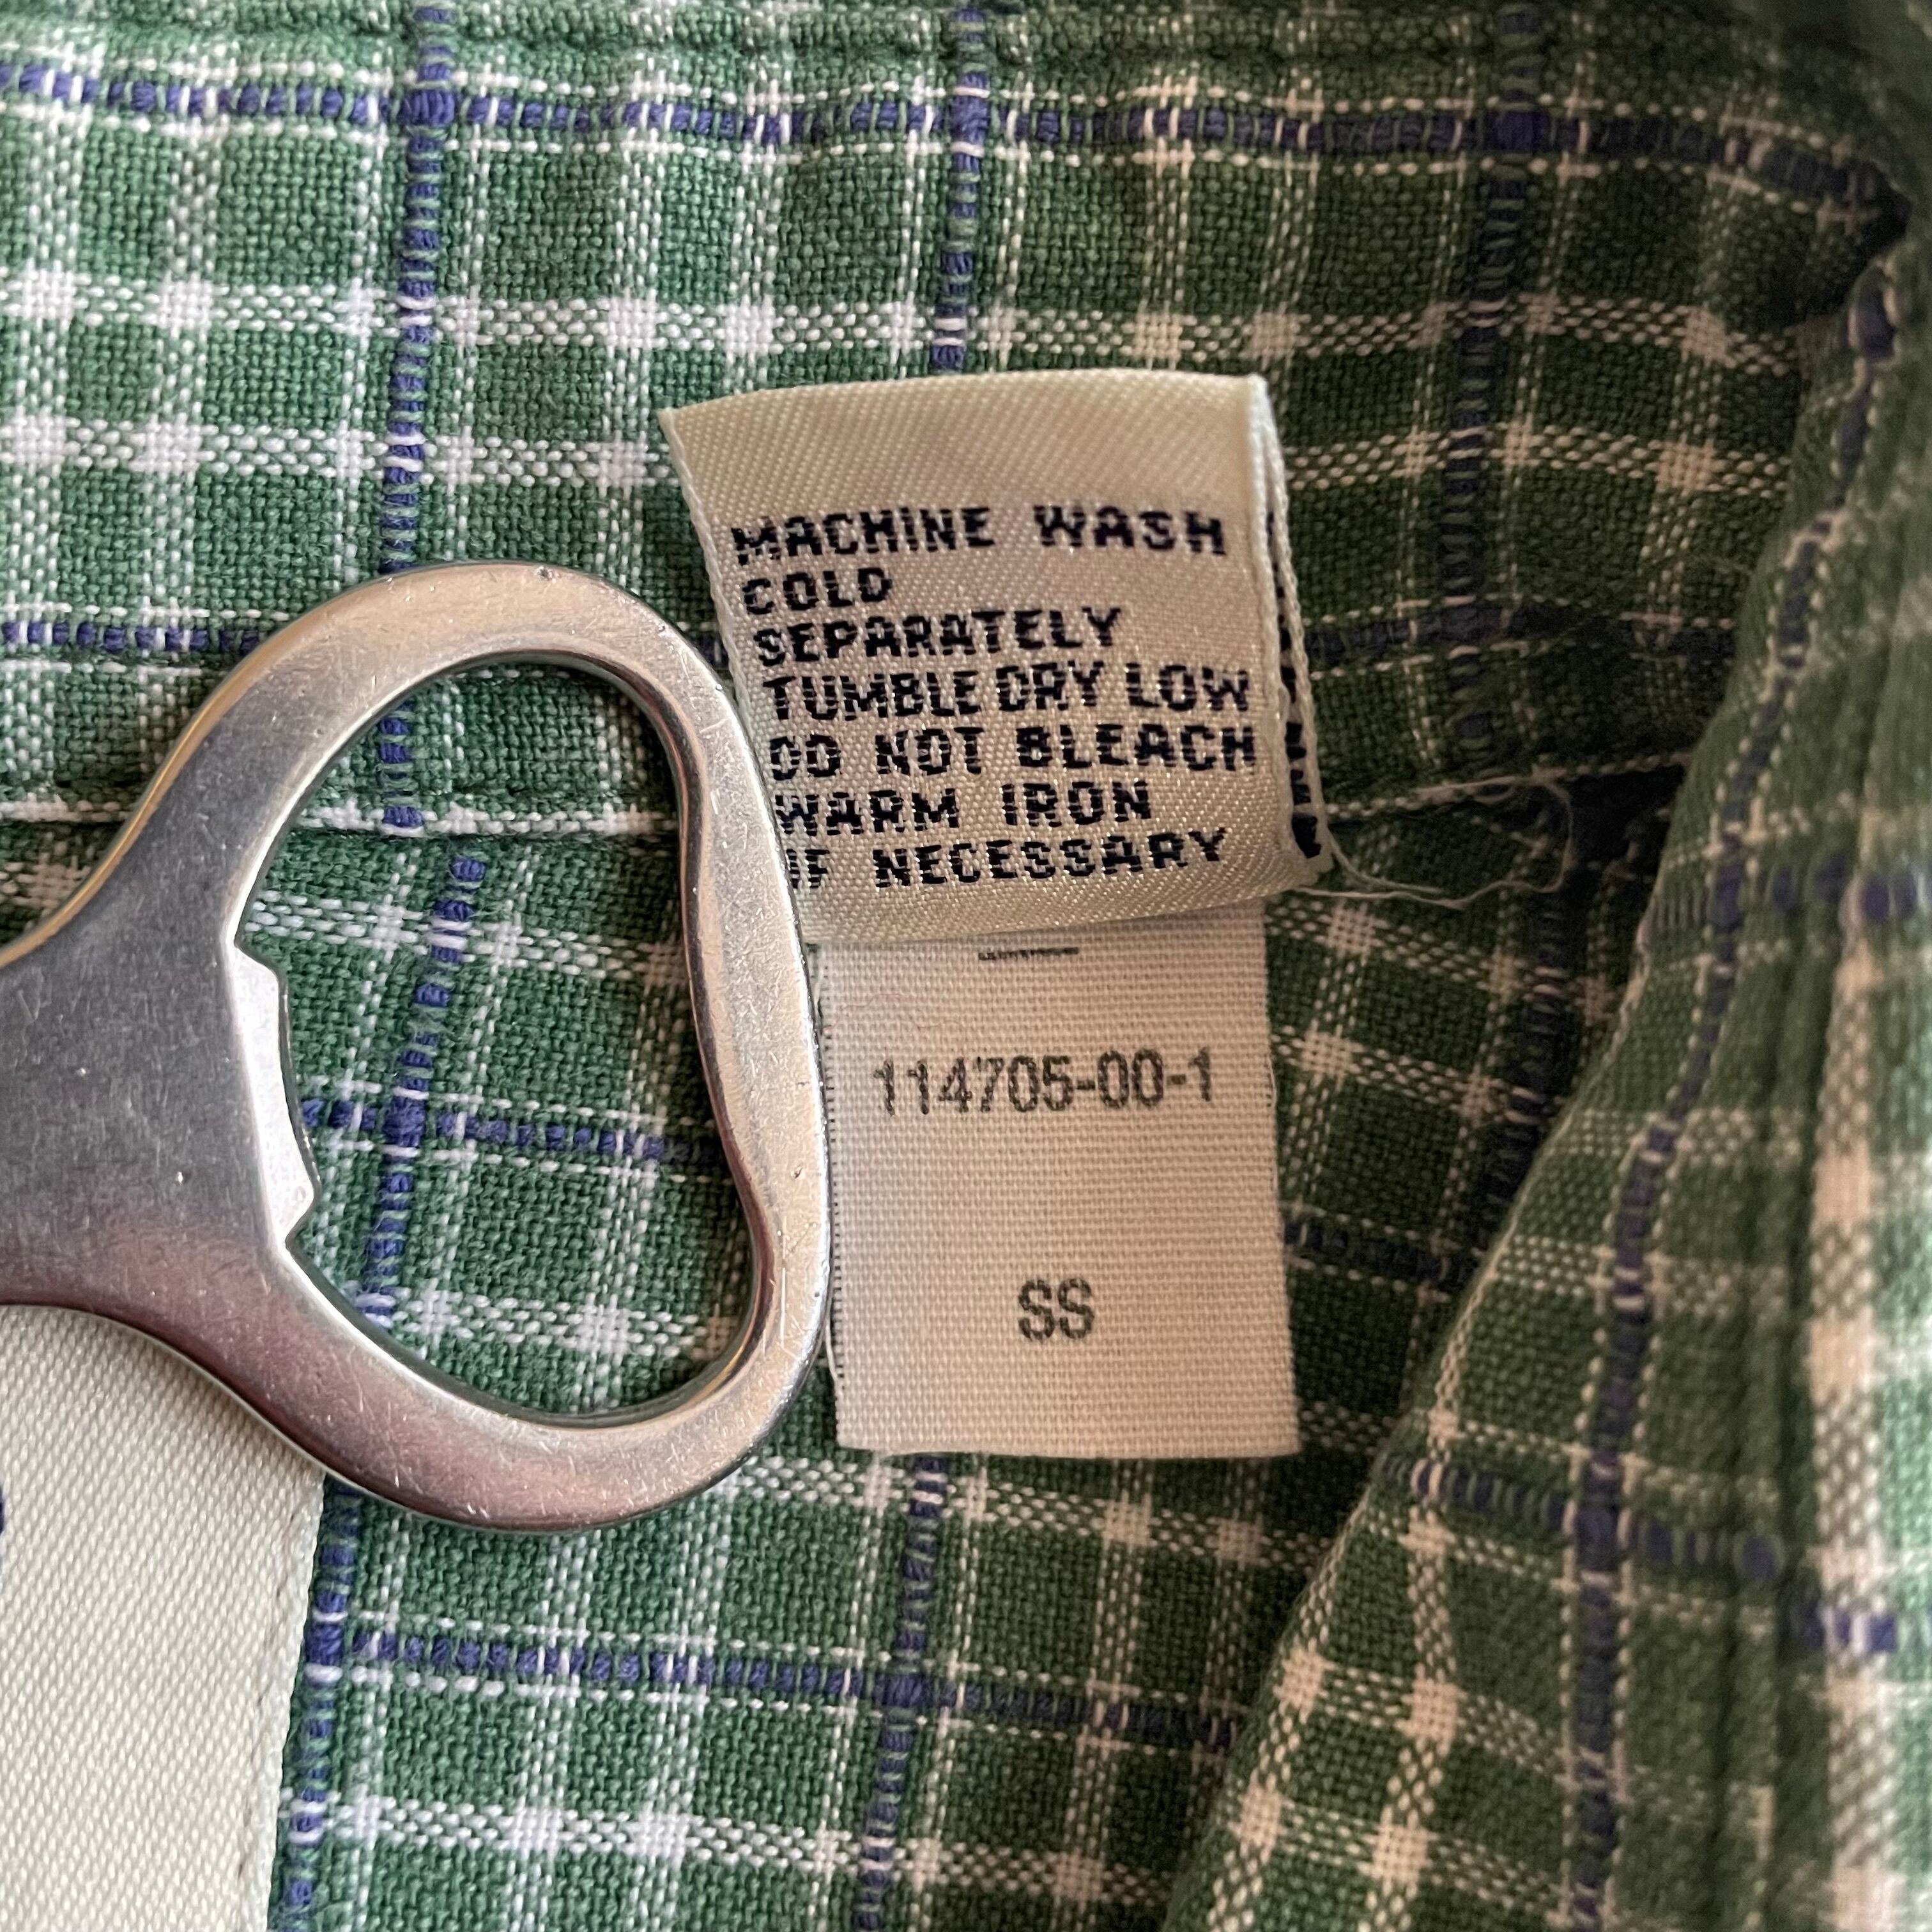 MACHINE WASH
COLD
SEPARATELY
TUMBLE DRY LOW
DO NOT BLEACH
WARM IRON
IF NECESSARY
114705-00-1
SS